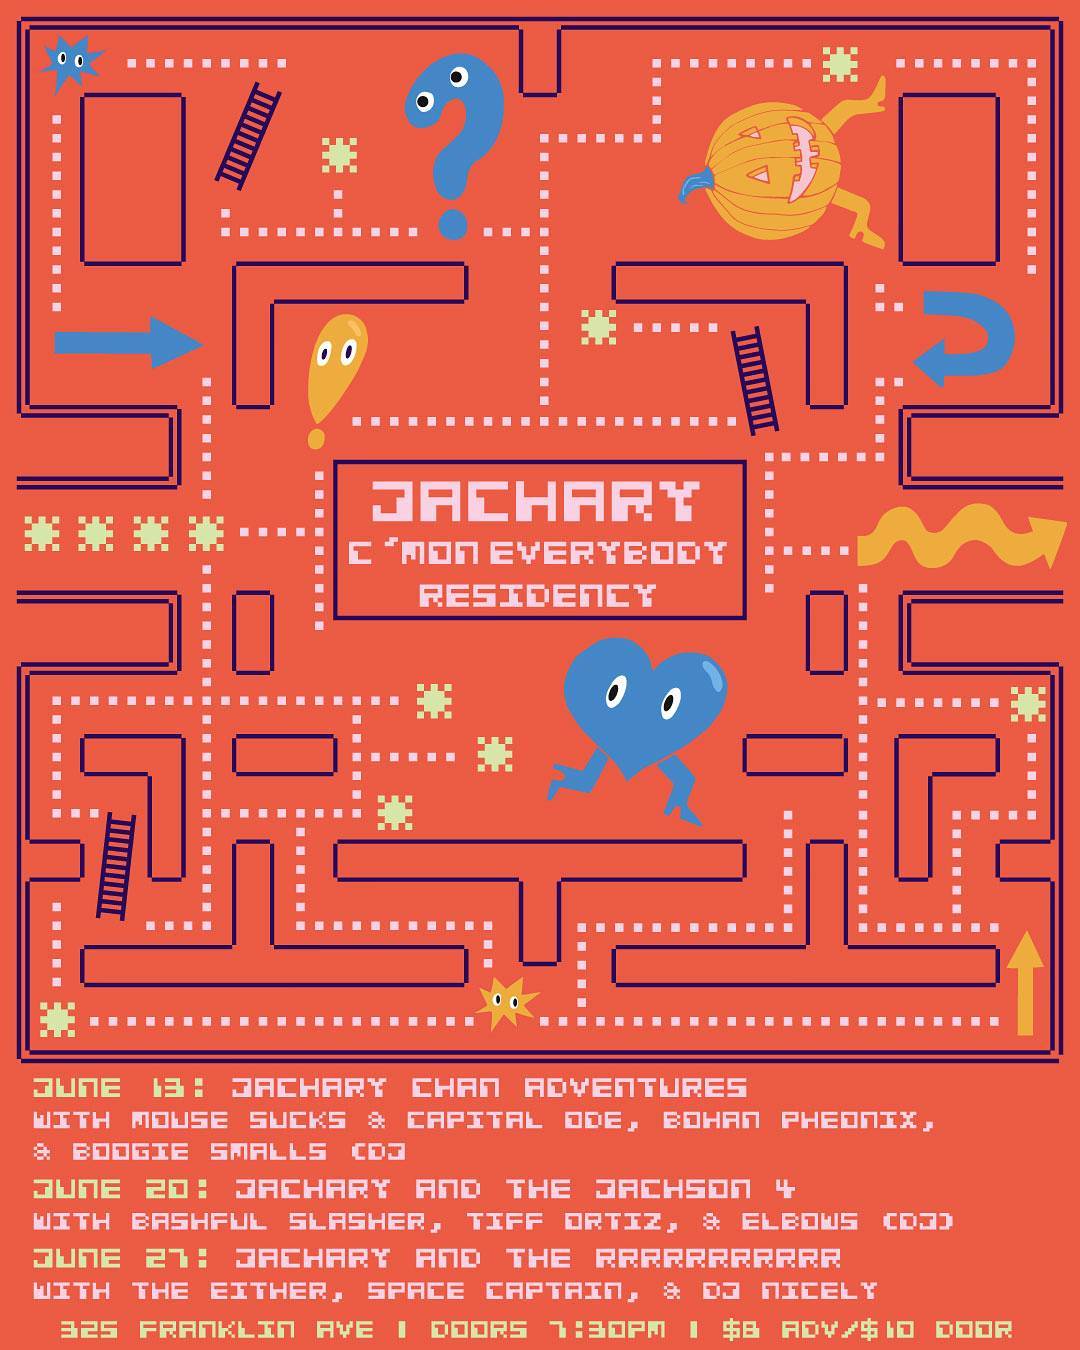 JACHARY
C'MON EVERYBODY
RESIDENCY
JUNE 13: JACHARY CHAN ADVENTURES
WITH MOUSE SUCKS & CAPITAL ODE, BOHAN PHEONIX,
& BOOGIE SMALLS (DJ
JUNE 20: JACHARY AND THE JACHSON 4
WITH BASHFUL SLASHER, TIFF ORTIZ, & ELBOWS (DJ)
JUNE 27: JACHARY AND THE RRRRRRRRRRR
WITH THE EITHER, SPACE CAPTAIN, & DJ NICELY
325 FRANKLIN AVE | DOORS 7:30PM | $8 ADV/$10 DOOR